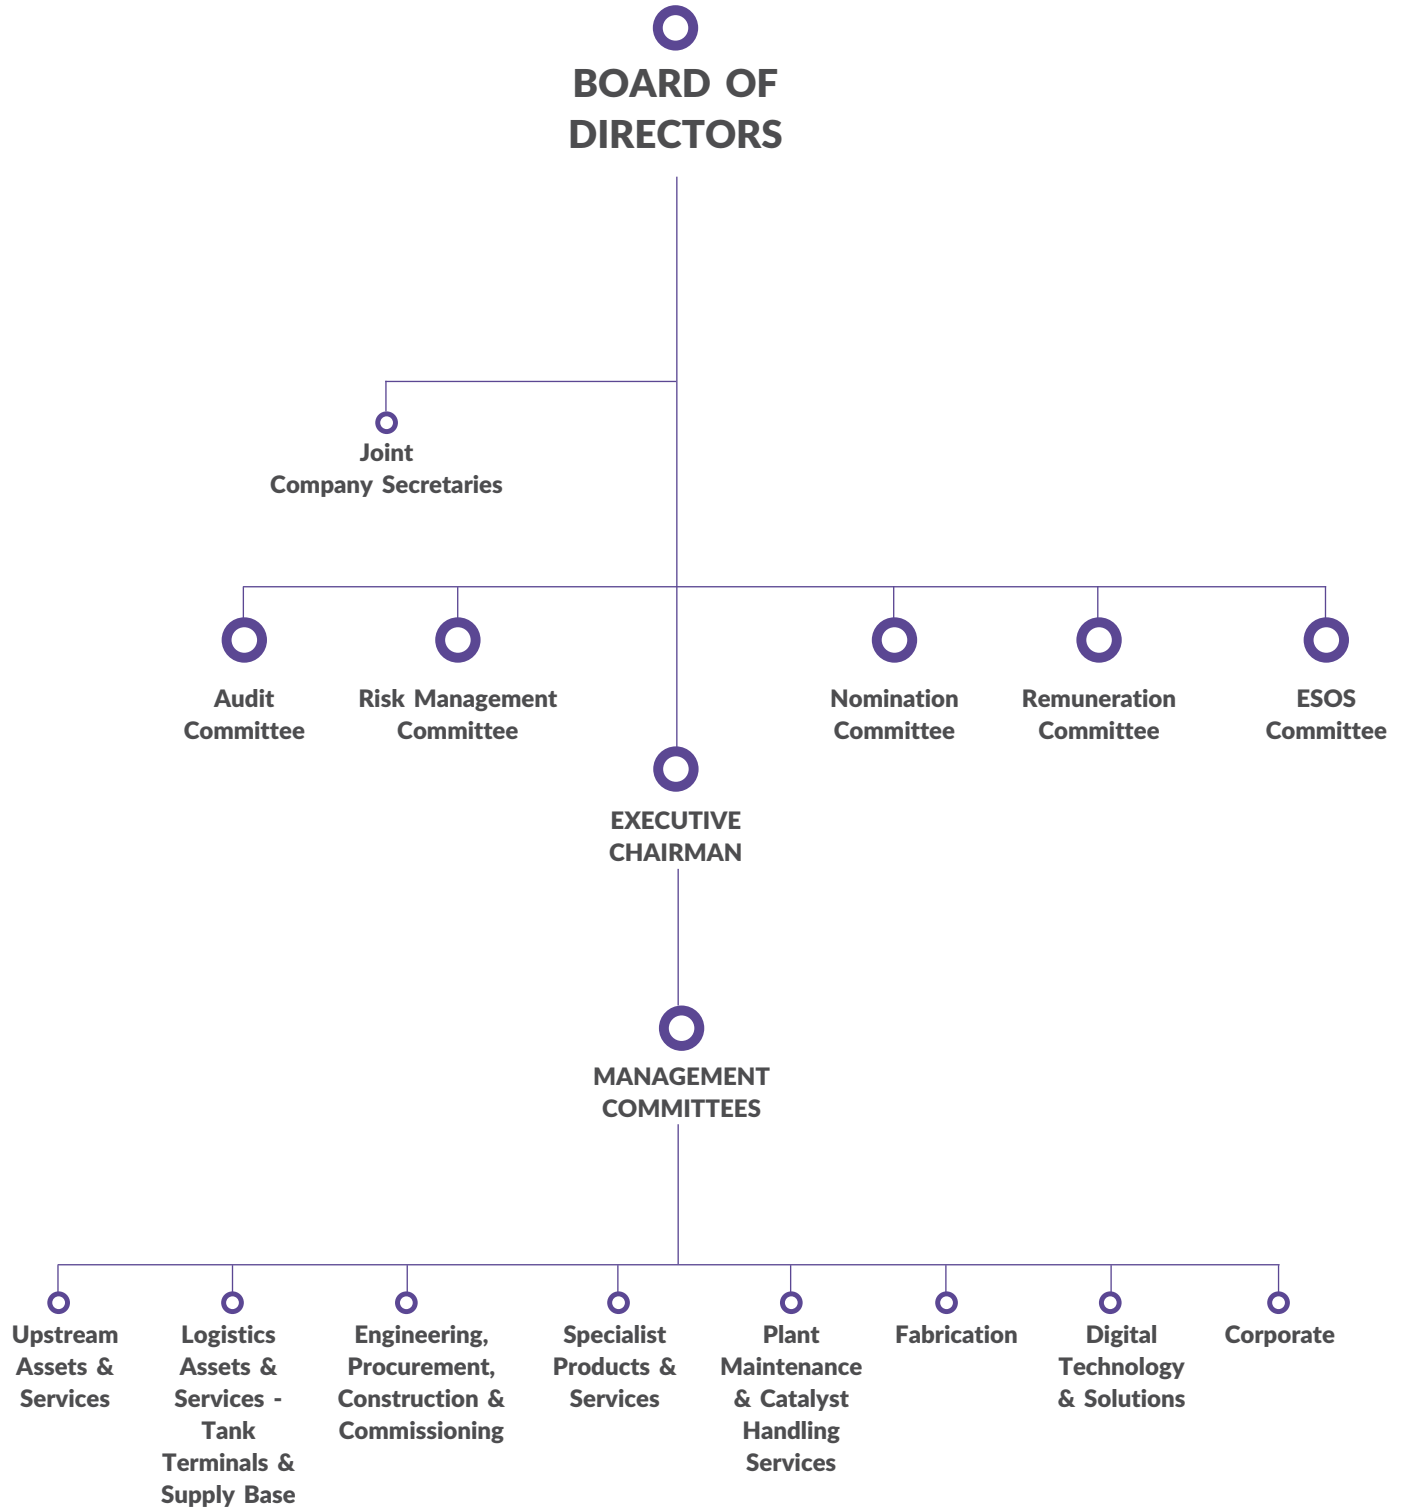 BOARD OF
DIRECTORS
Joint
Company Secretaries
Audit
Committee
Risk Management
Committee
Nomination
Committee
Remuneration
Committee
ESOS
Committee
EXECUTIVE
CHAIRMAN
MANAGEMENT
COMMITTEES
Upstream
Assets &
Services
Logistics
Assets &
Services -
Tank
Terminals &
Supply Base
Engineering,
Procurement,
Construction &
Commissioning
Specialist
Products &
Services
Plant
Maintenance
& Catalyst
Handling
Services
Fabrication
Digital
Technology
& Solutions
Corporate